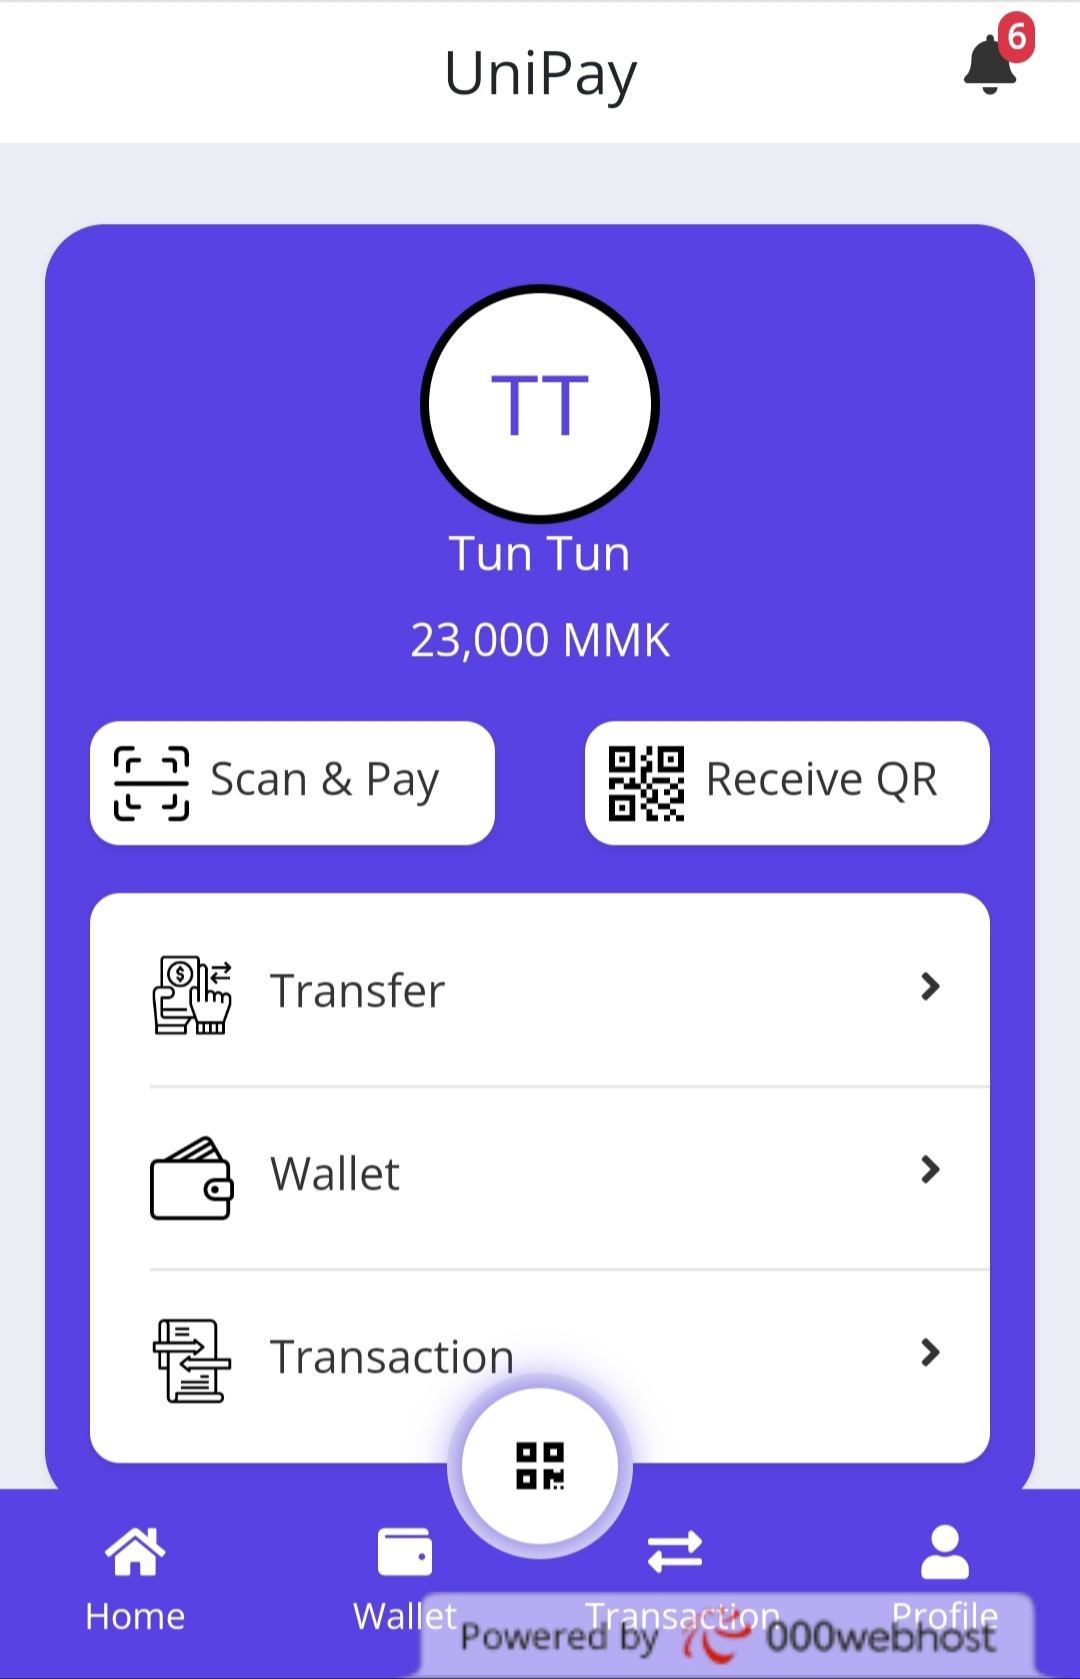 UniPay
6
TT
Tun Tun
23,000 MMK
Scan & Pay
Receive QR
Transfer
Wallet
Transaction
Home
Wallet
Transaction
Profile
Powered by 000webhost